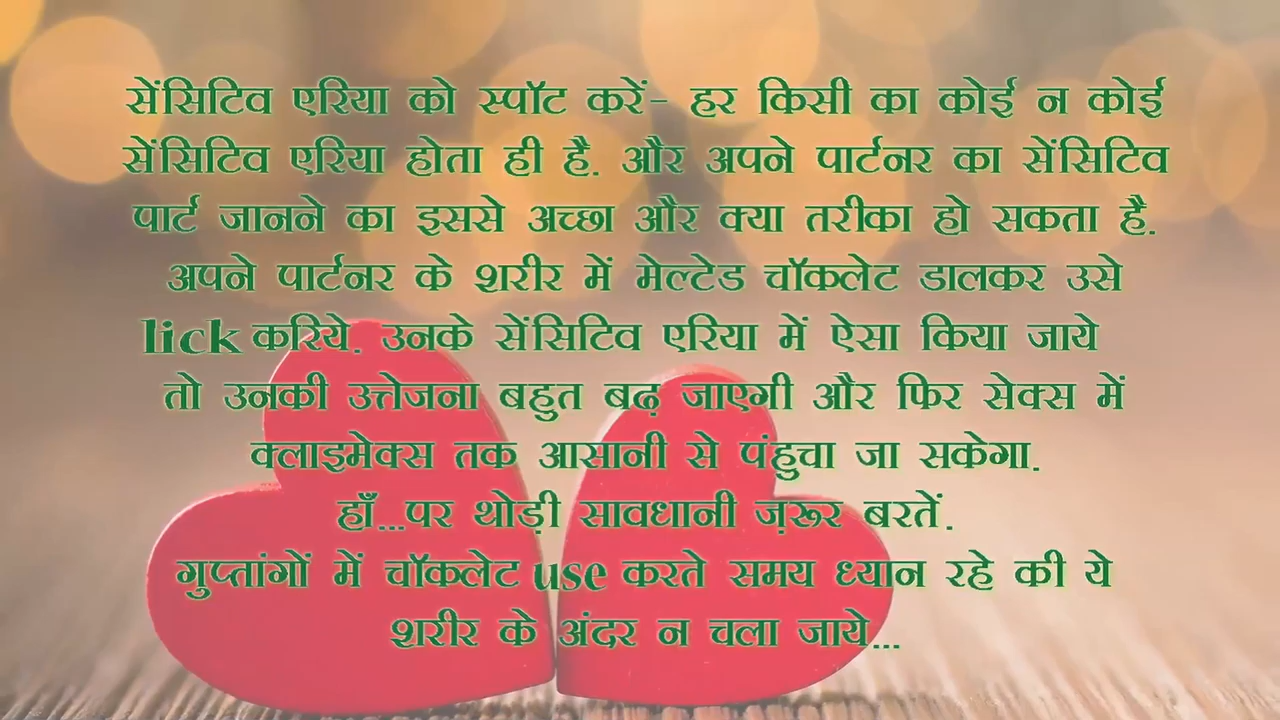 सेंसिटिव एरिया को स्पॉट करें- हर किसी का कोई न कोई
सेंसिटिव एरिया होता ही है. और अपने पार्टनर का सेंसिटिव
पार्ट जानने का इससे अच्छा और क्या तरीका हो सकता है.
अपने पार्टनर के शरीर में मेल्टेड चॉकलेट डालकर उसे
lick करिये. उनके सेंसिटिव एरिया में ऐसा किया जाये
तो उनकी उत्तेजना बहुत बढ़ जाएगी और फिर सेक्स में
क्लाइमेक्स तक आसानी से पंहुचा जा सकेगा.
हाँ...पर थोड़ी सावधानी ज़रूर बरतें.
गुप्तांगों में चॉकलेट use करते समय ध्यान रहे की ये
शरीर के अंदर न चला जाये...